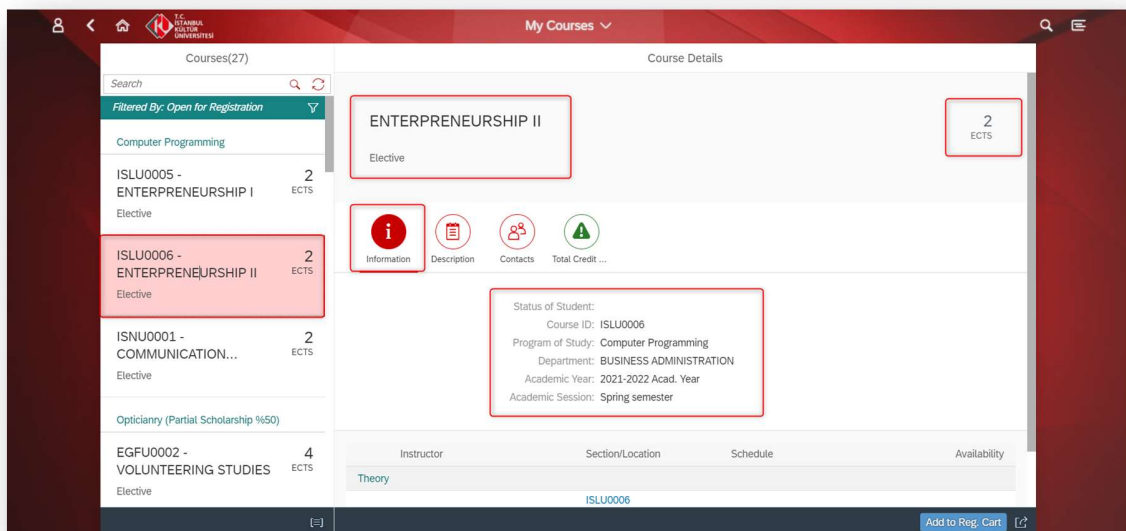 T.C.
İSTANBUL
KÜLTÜR
ÜNİVERSİTESİ
My Courses
Courses(27)
Search
Filtered By: Open for Registration
Computer Programming
ISLU0005 - 2
ENTERPRENEURSHIP I ECTS
Elective
ISLU0006 - 2
ENTERPRENEURSHIP II ECTS
Elective
ISNU0001 - 2
COMMUNICATION... ECTS
Elective
Opticianry (Partial Scholarship %50)
EGFU0002 - 4
VOLUNTEERING STUDIES ECTS
Elective
Course Details
ENTERPRENEURSHIP II
Elective
2
ECTS
Information Description Contacts Total Credit ...
Status of Student:
Course ID: ISLU0006
Program of Study: Computer Programming
Department: BUSINESS ADMINISTRATION
Academic Year: 2021-2022 Acad. Year
Academic Session: Spring semester
Instructor Section/Location Schedule Availability
Theory
ISLU0006
Add to Reg. Cart